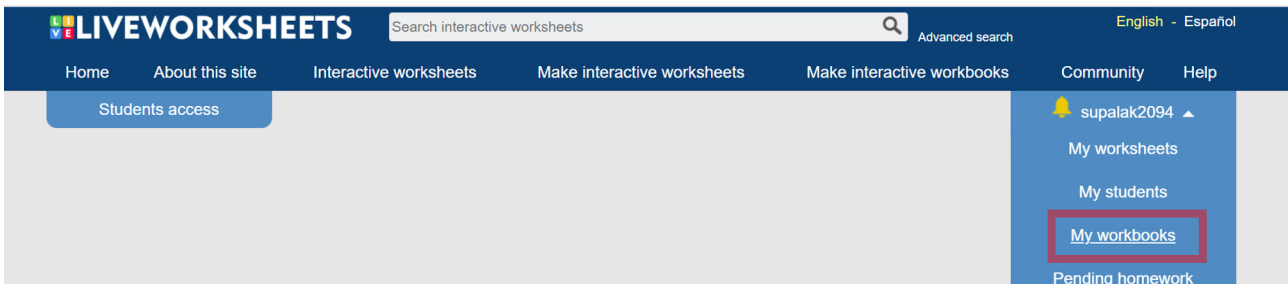 LIVE LIVEWORKSHEETS
Search interactive worksheets
Advanced search
English - Español
Home About this site Interactive worksheets Make interactive worksheets Make interactive workbooks Community Help
Students access
supalak2094
My worksheets
My students
My workbooks
Pending homework